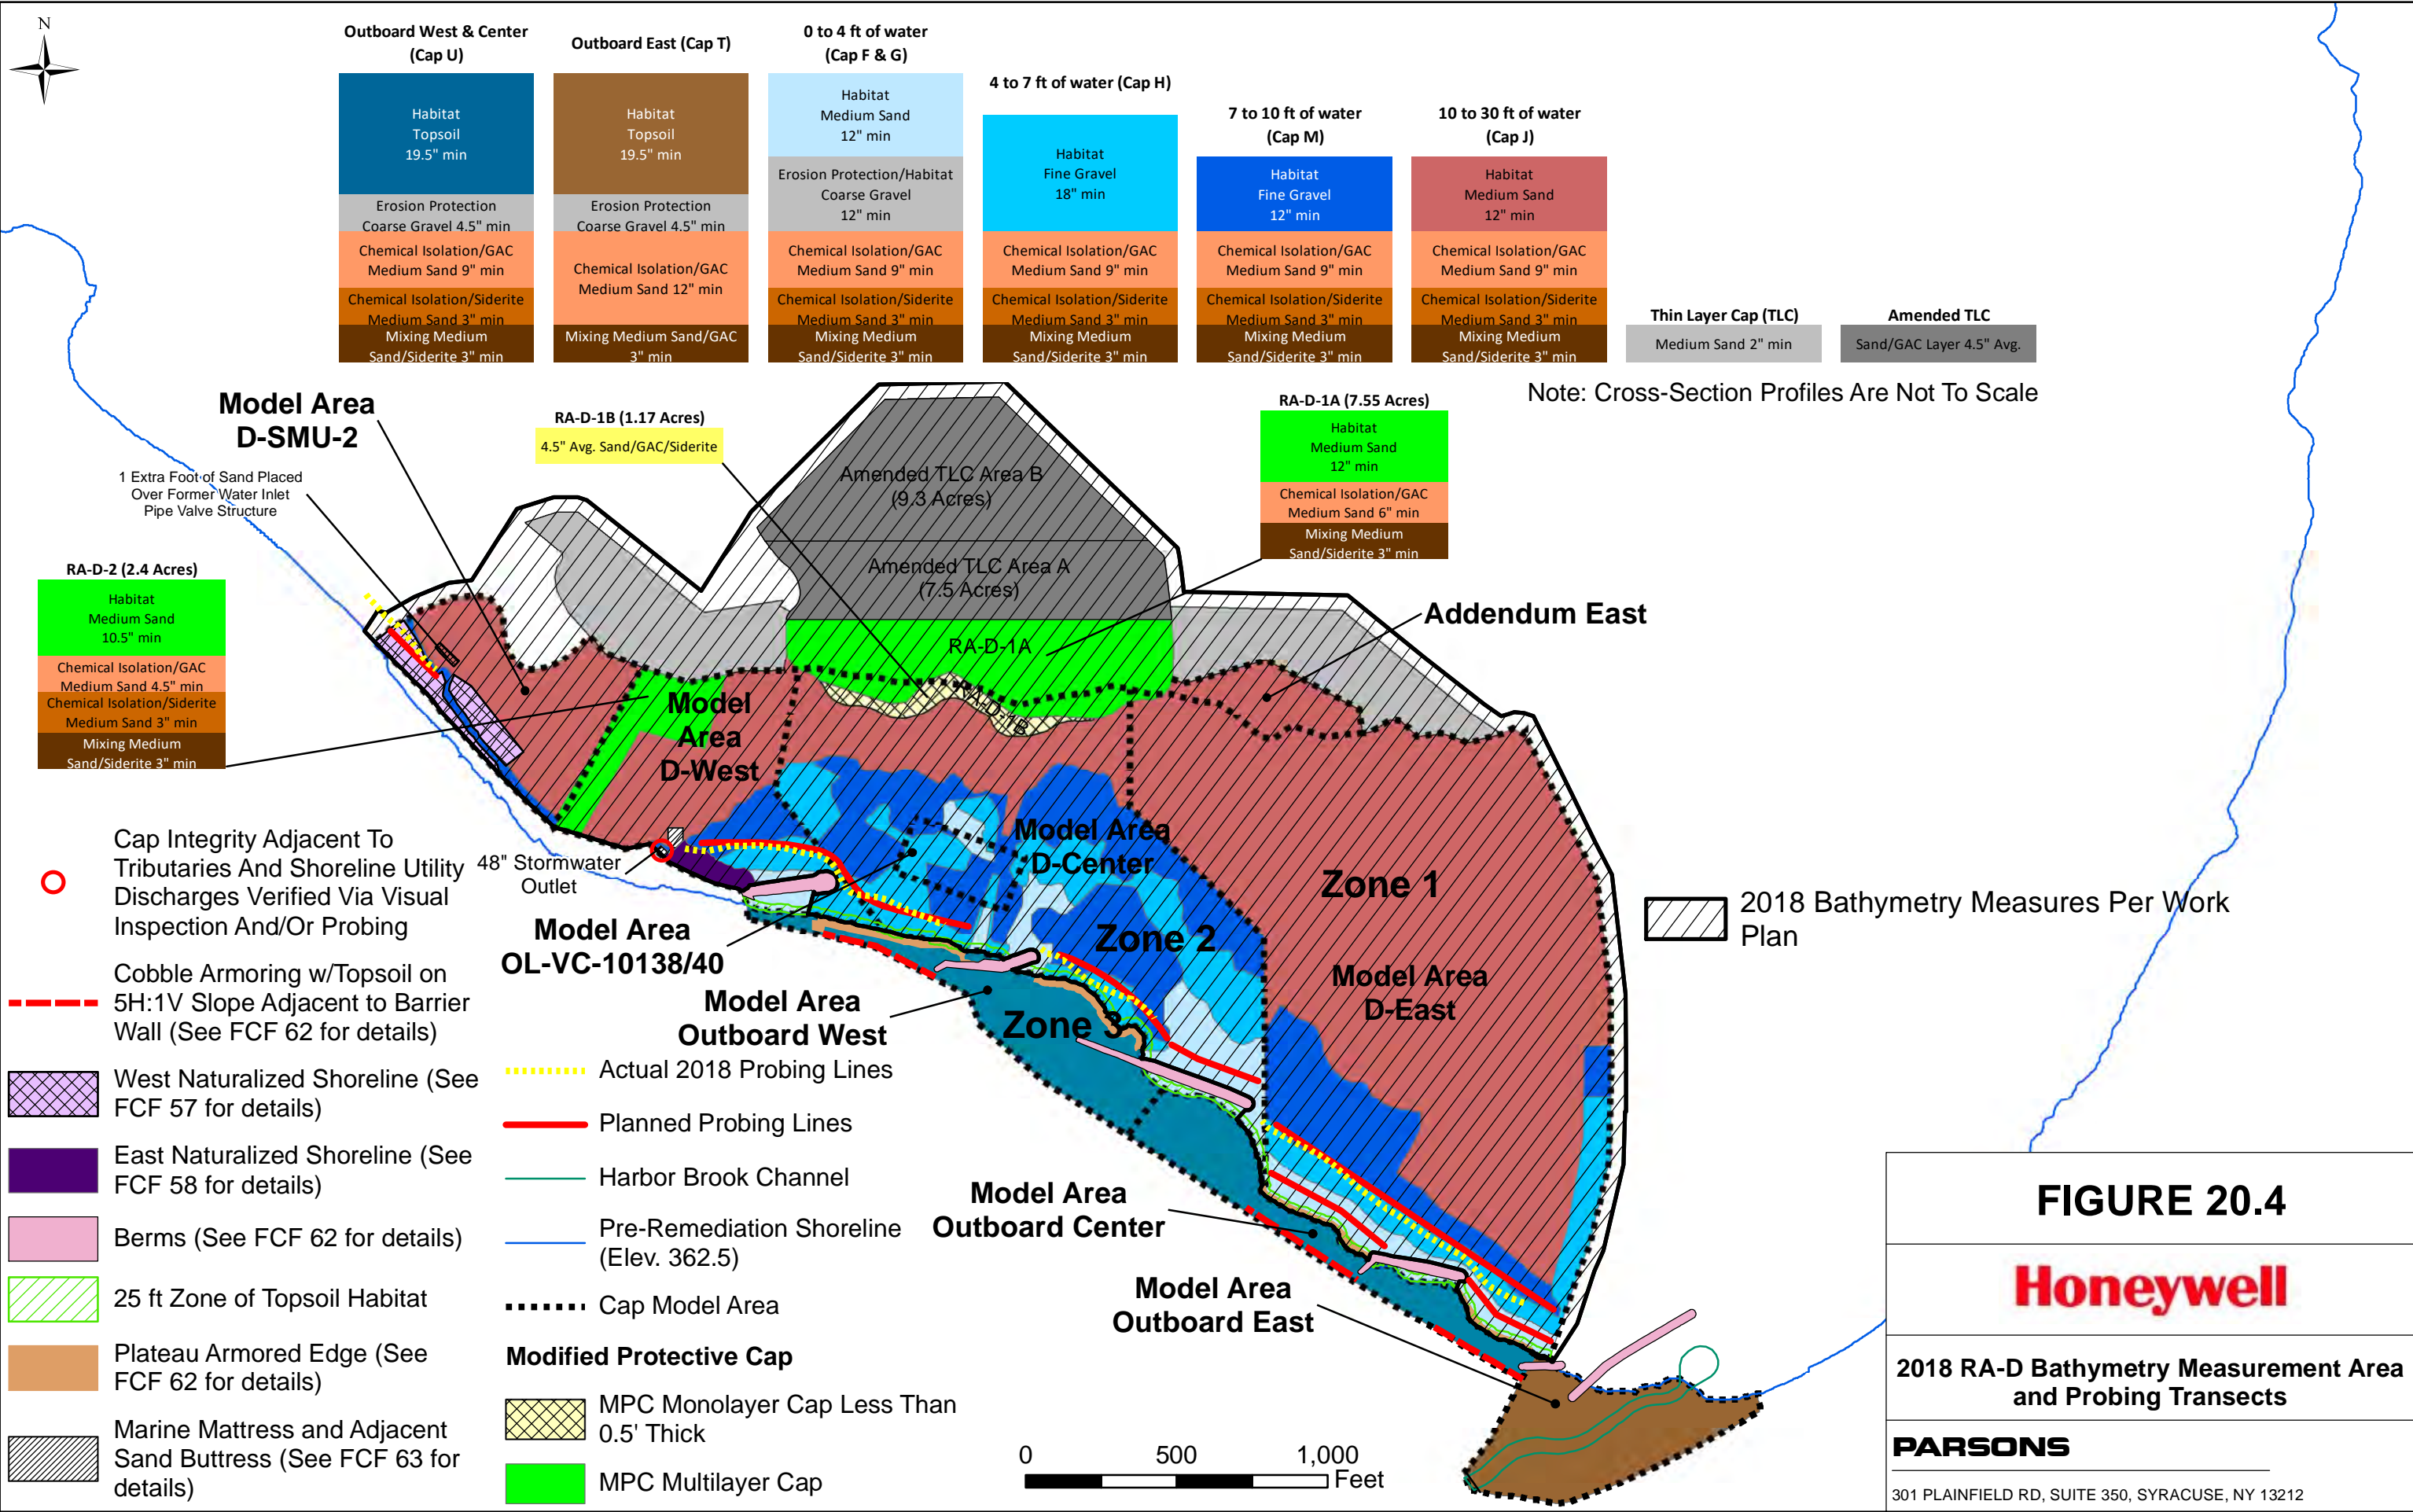 N
Outboard West & Center
(Cap U)
Habitat
Topsoil
19.5" min
Erosion Protection
Coarse Gravel 4.5" min
Chemical Isolation/GAC
Medium Sand 9" min
Chemical Isolation/Siderite
Medium Sand 3" min
Mixing Medium
Sand/Siderite 3" min
Outboard East (Cap T)
Habitat
Topsoil
19.5" min
Erosion Protection
Coarse Gravel 4.5" min
Chemical Isolation/GAC
Medium Sand 12" min
Mixing Medium Sand/GAC
3" min
0 to 4 ft of water
(Cap F & G)
Habitat
Medium Sand
12" min
Erosion Protection/Habitat
Coarse Gravel
12" min
Chemical Isolation/GAC
Medium Sand 9" min
Chemical Isolation/Siderite
Medium Sand 3" min
Mixing Medium
Sand/Siderite 3" min
4 to 7 ft of water (Cap H)
Habitat
Fine Gravel
18" min
Chemical Isolation/GAC
Medium Sand 9" min
Chemical Isolation/Siderite
Medium Sand 3" min
Mixing Medium
Sand/Siderite 3" min
7 to 10 ft of water
(Cap M)
Habitat
Fine Gravel
12" min
Chemical Isolation/GAC
Medium Sand 9" min
Chemical Isolation/Siderite
Medium Sand 3" min
Mixing Medium
Sand/Siderite 3" min
10 to 30 ft of water
(Cap J)
Habitat
Medium Sand
12" min
Chemical Isolation/GAC
Medium Sand 9" min
Chemical Isolation/Siderite
Medium Sand 3" min
Mixing Medium
Sand/Siderite 3" min
Thin Layer Cap (TLC)
Medium Sand 2" min
Amended TLC
Sand/GAC Layer 4.5" Avg.
Note: Cross-Section Profiles Are Not To Scale
Model Area
D-SMU-2
1 Extra Foot of Sand Placed
Over Former Water Inlet
Pipe Valve Structure
RA-D-1B (1.17 Acres)
4.5" Avg. Sand/GAC/Siderite
RA-D-1A (7.55 Acres)
Habitat
Medium Sand
12" min
Chemical Isolation/GAC
Medium Sand 6" min
Mixing Medium
Sand/Siderite 3" min
RA-D-2 (2.4 Acres)
Habitat
Medium Sand
10.5" min
Chemical Isolation/GAC
Medium Sand 4.5" min
Chemical Isolation/Siderite
Medium Sand 3" min
Mixing Medium
Sand/Siderite 3" min
Amended TLC Area B
(9.3 Acres)
Amended TLC Area A
(7.5 Acres)
RA-D-1A
RA-D-1B
Addendum East
Model
Area
D-West
Model Area
D-Center
Zone 1
Zone 2
Zone 3
Model Area
D-East
48" Stormwater
Outlet
Model Area
OL-VC-10138/40
Model Area
Outboard West
Model Area
Outboard Center
Model Area
Outboard East
2018 Bathymetry Measures Per Work
Plan
Cap Integrity Adjacent To
Tributaries And Shoreline Utility
Discharges Verified Via Visual
Inspection And/Or Probing
Cobble Armoring w/Topsoil on
5H:1V Slope Adjacent to Barrier
Wall (See FCF 62 for details)
West Naturalized Shoreline (See
FCF 57 for details)
East Naturalized Shoreline (See
FCF 58 for details)
Berms (See FCF 62 for details)
25 ft Zone of Topsoil Habitat
Plateau Armored Edge (See
FCF 62 for details)
Marine Mattress and Adjacent
Sand Buttress (See FCF 63 for
details)
Actual 2018 Probing Lines
Planned Probing Lines
Harbor Brook Channel
Pre-Remediation Shoreline
(Elev. 362.5)
Cap Model Area
Modified Protective Cap
MPC Monolayer Cap Less Than
0.5' Thick
MPC Multilayer Cap
0 500 1,000
Feet
FIGURE 20.4
Honeywell
2018 RA-D Bathymetry Measurement Area
and Probing Transects
PARSONS
301 PLAINFIELD RD, SUITE 350, SYRACUSE, NY 13212